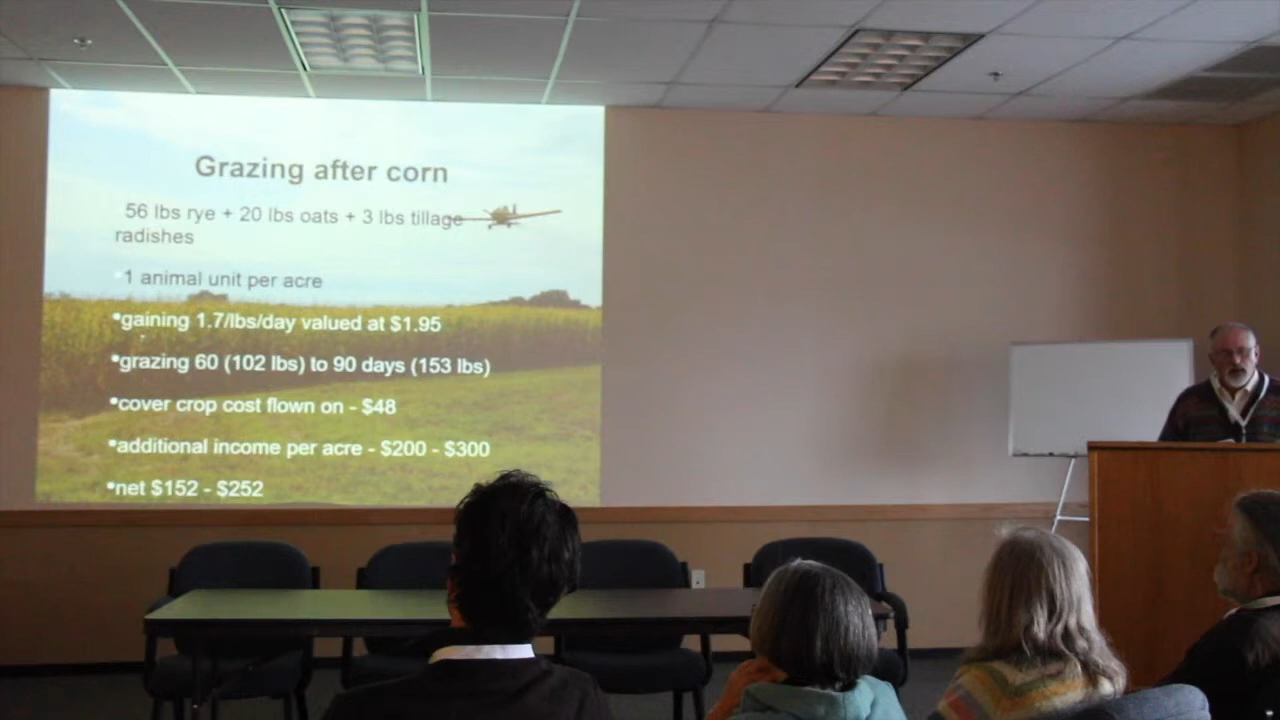 Grazing after corn
56 lbs rye + 20 lbs oats + 3 lbs tillage
radishes
1 animal unit per acre
•gaining 1.7/lbs/day valued at $1.95
•grazing 60 (102 lbs) to 90 days (153 lbs)
•cover crop cost flown on - $48
•additional income per acre - $200 - $300
•net $152 - $252